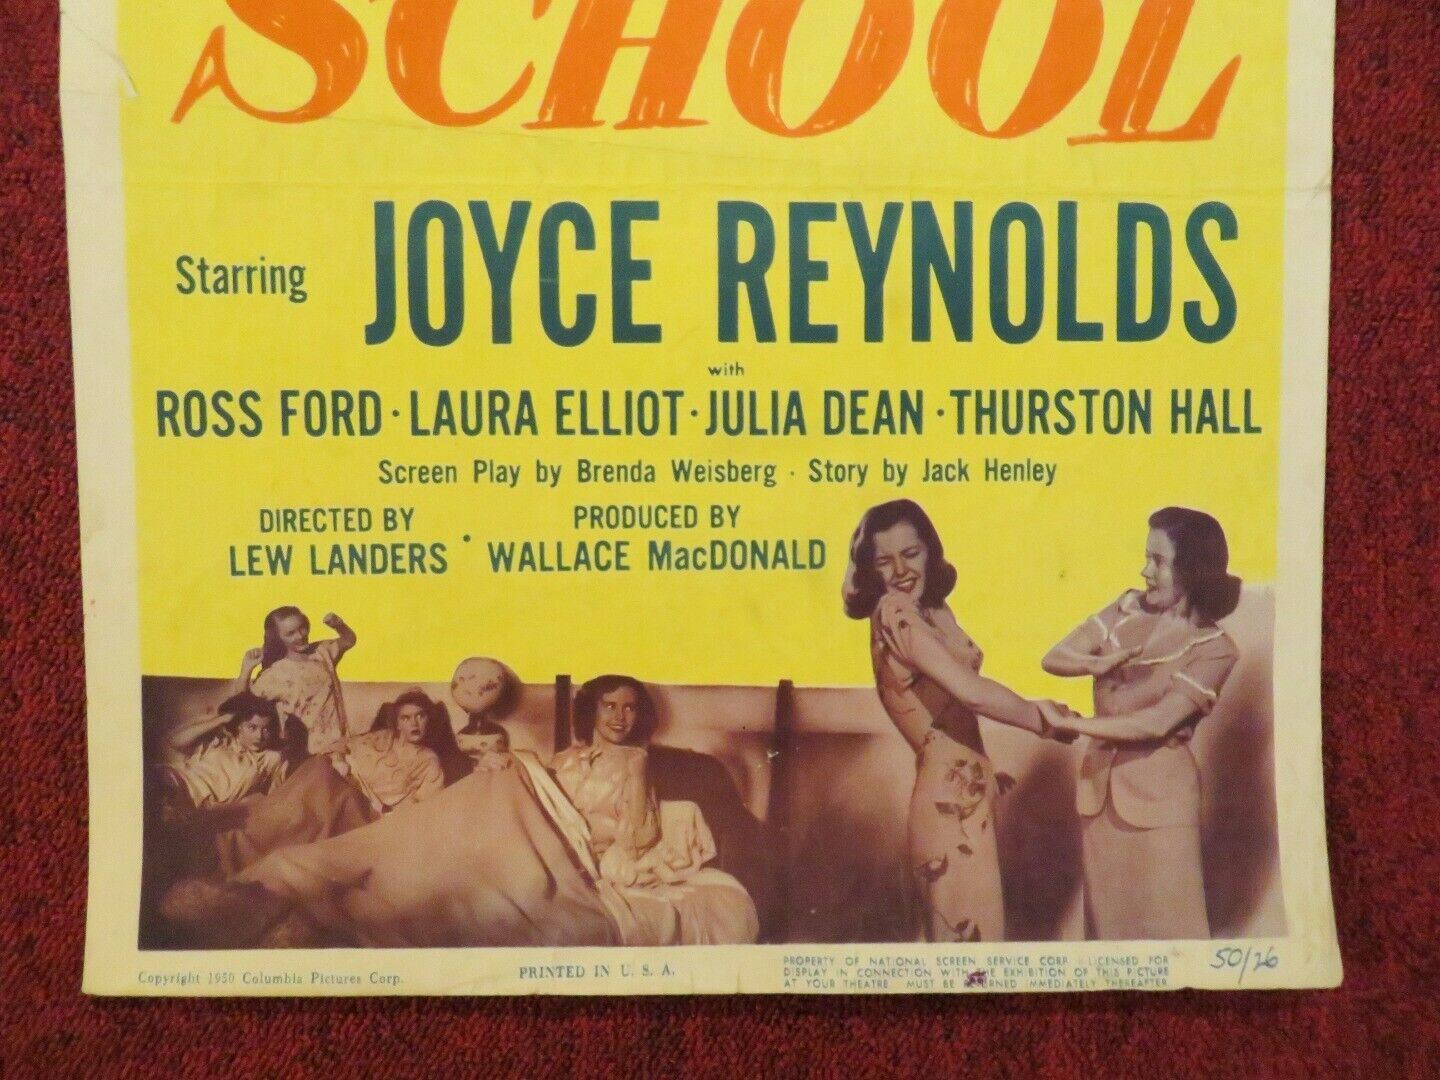 SCHOOL
Starring JOYCE REYNOLDS
with
ROSS FORD · LAURA ELLIOT · JULIA DEAN · THURSTON HALL
Screen Play by Brenda Weisberg · Story by Jack Henley
DIRECTED BY
LEW LANDERS ·
PRODUCED BY
WALLACE MacDONALD
Copyright 1950 Columbia Pictures Corp.
PRINTED IN U. S. A.
PROPERTY OF NATIONAL SCREEN SERVICE CORP. LICENSED FOR
DISPLAY IN CONNECTION WITH THE EXHIBITION OF THIS PICTURE
AT YOUR THEATRE. MUST BE RETURNED IMMEDIATELY THEREAFTER
50/26